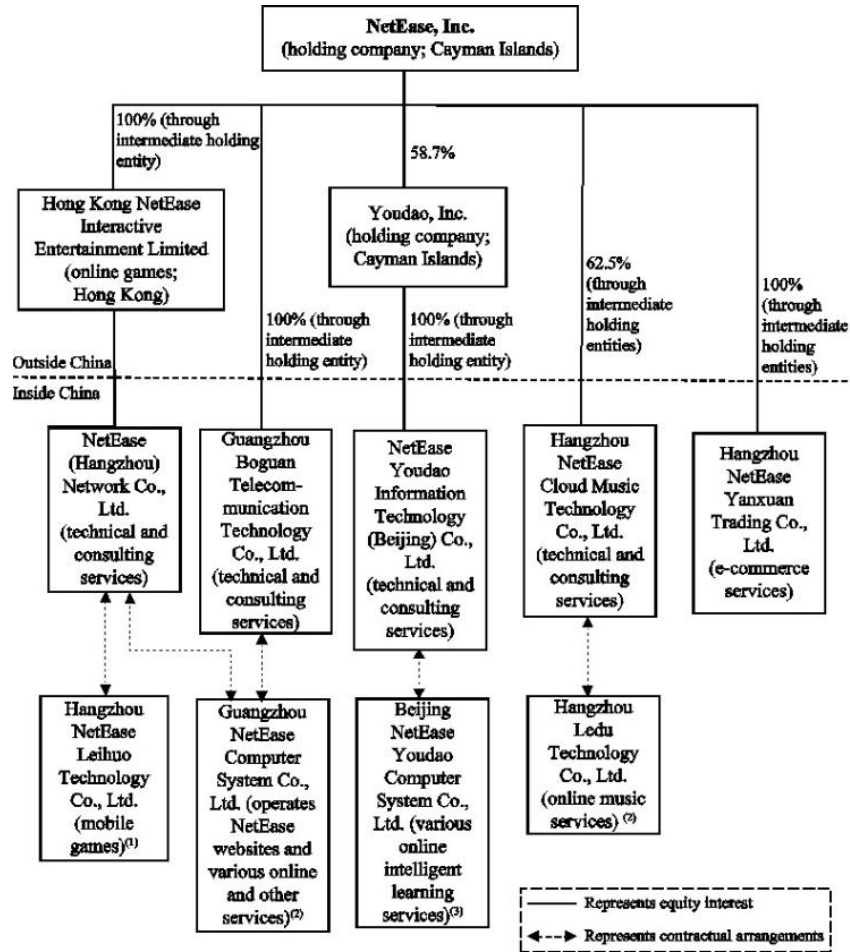 NetEase, Inc.
(holding company; Cayman Islands)
100% (through
intermediate holding
entity)
58.7%
Hong Kong NetEase
Interactive
Entertainment Limited
(online games;
Hong Kong)
Youdao, Inc.
(holding company;
Cayman Islands)
62.5%
(through
intermediate
holding
entities)
100%
(through
intermediate
holding
entities)
100% (through
intermediate
holding entity)
100% (through
intermediate
holding entity)
Outside China
Inside China
NetEase
(Hangzhou)
Network Co.,
Ltd.
(technical and
consulting
services)
Guangzhou
Boguan
Telecom-
munication
Technology
Co., Ltd.
(technical and
consulting
services)
NetEase
Youdao
Information
Technology
(Beijing) Co.,
Ltd.
(technical and
consulting
services)
Hangzhou
NetEase
Cloud Music
Technology
Co., Ltd.
(technical and
consulting
services)
Hangzhou
NetEase
Yanxuan
Trading Co.,
Ltd.
(e-commerce
services)
Hangzhou
NetEase
Leihuo
Technology
Co., Ltd.
(mobile
games)(1)
Guangzhou
NetEase
Computer
System Co.,
Ltd. (operates
NetEase
websites and
various online
and other
services)(2)
Beijing
NetEase
Youdao
Computer
System Co.,
Ltd. (various
online
intelligent
learning
services)(3)
Hangzhou
Ledu
Technology
Co., Ltd.
(online music
services) (2)
Represents equity interest
Represents contractual arrangements